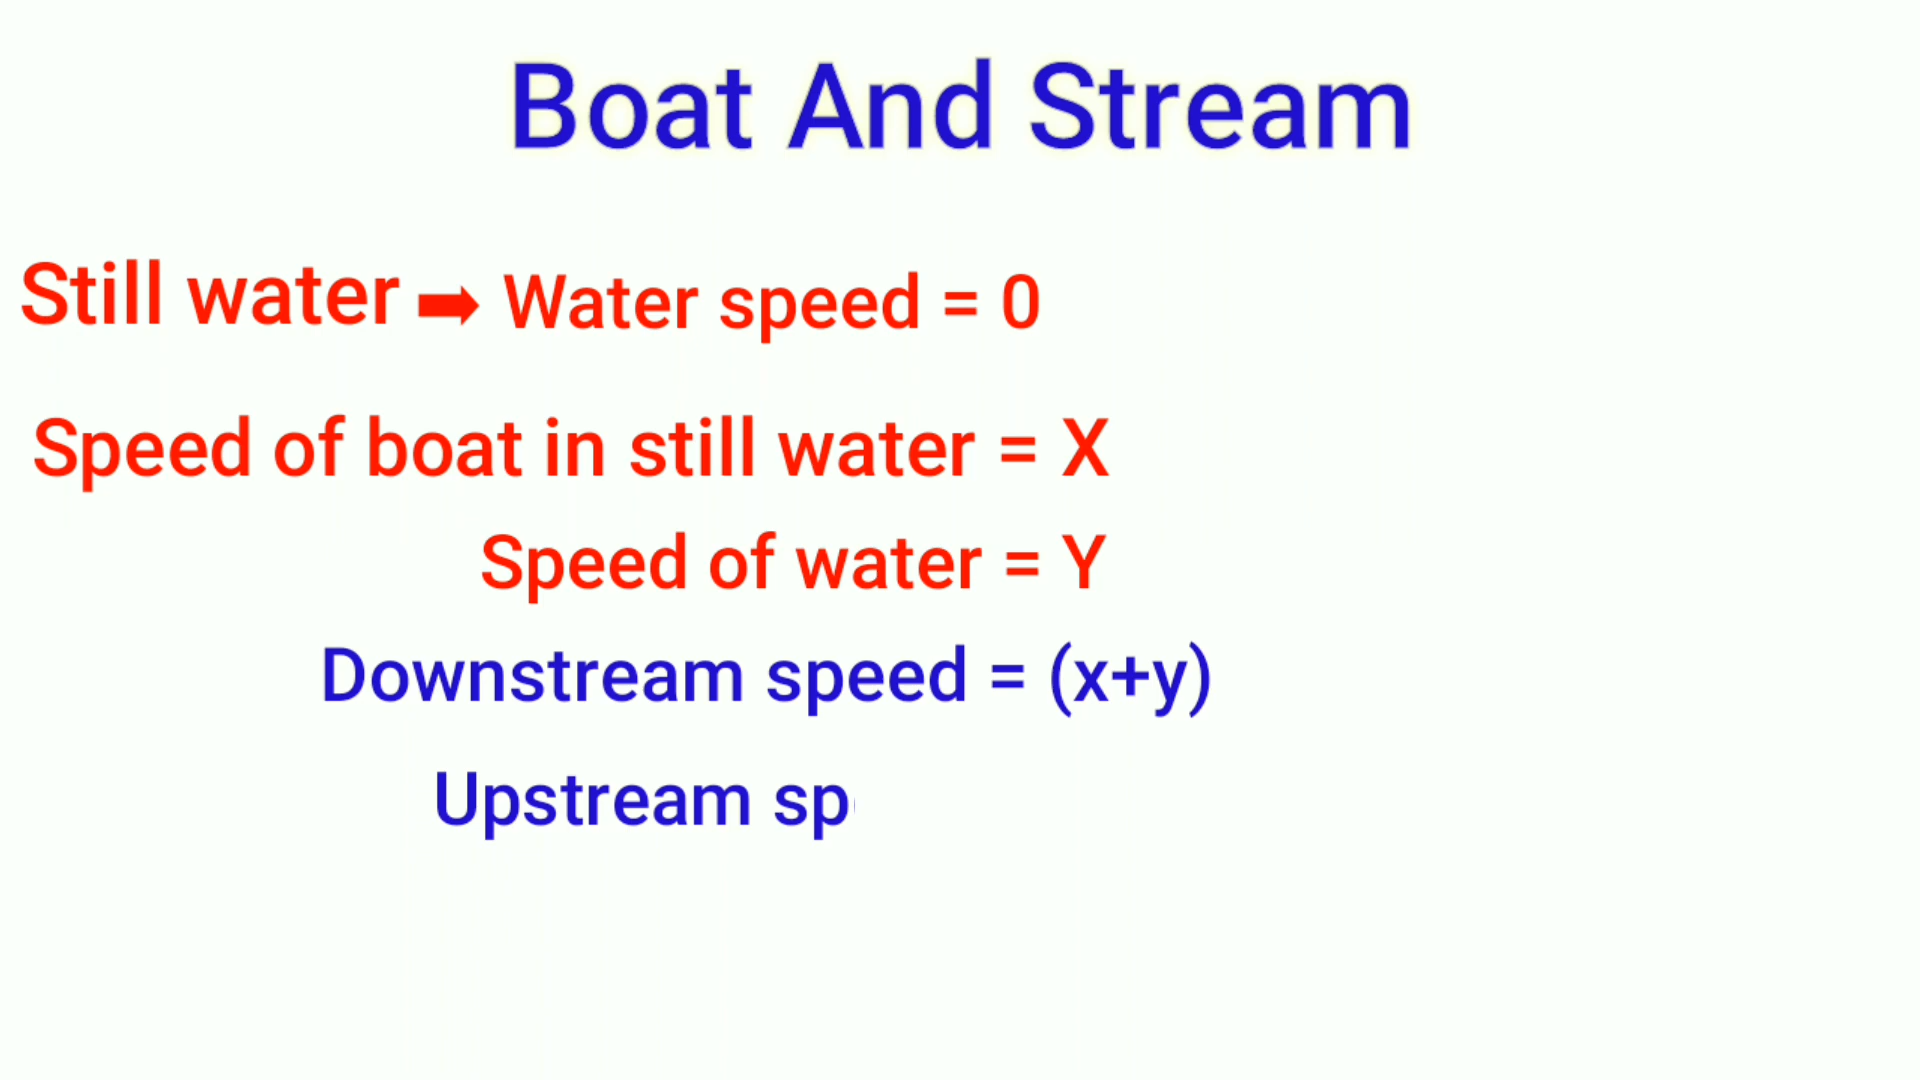 Boat And Stream
Still water ➡ Water speed = 0
Speed of boat in still water = X
Speed of water = Y
Downstream speed = (x+y)
Upstream sp